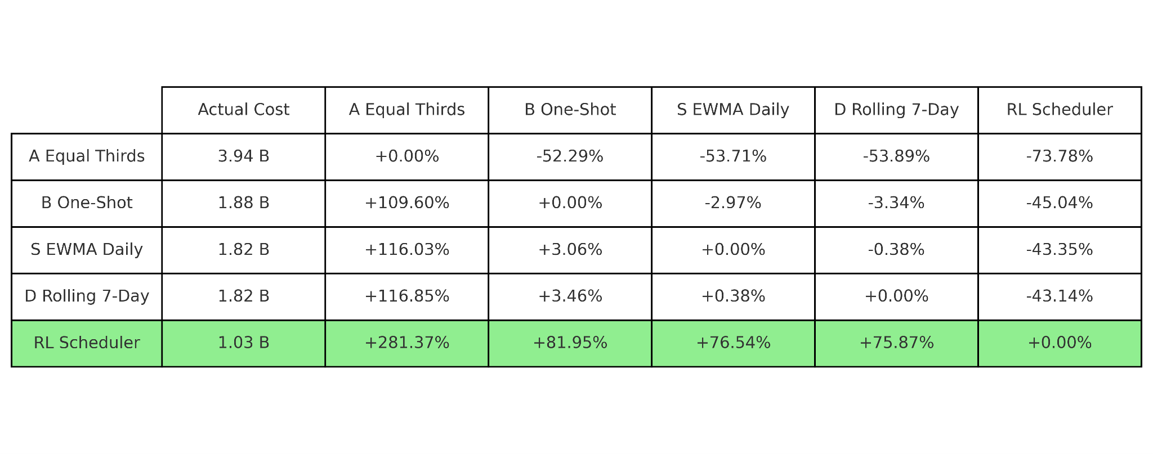 Actual Cost A Equal Thirds B One-Shot S EWMA Daily D Rolling 7-Day RL Scheduler
A Equal Thirds 3.94 B +0.00% -52.29% -53.71% -53.89% -73.78%
B One-Shot 1.88 B +109.60% +0.00% -2.97% -3.34% -45.04%
S EWMA Daily 1.82 B +116.03% +3.06% +0.00% -0.38% -43.35%
D Rolling 7-Day 1.82 B +116.85% +3.46% +0.38% +0.00% -43.14%
RL Scheduler 1.03 B +281.37% +81.95% +76.54% +75.87% +0.00%